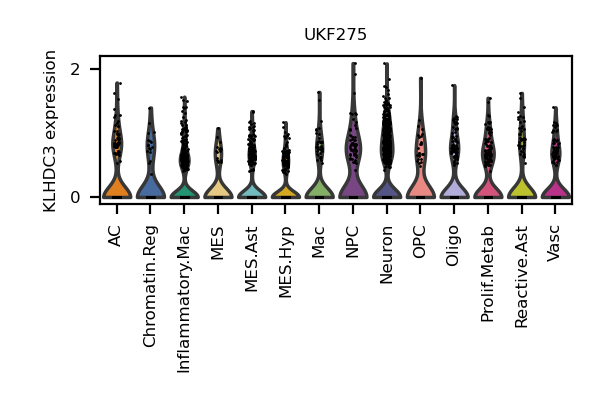 UKF275
KLHDC3 expression
2
0
AC
Chromatin.Reg
Inflammatory.Mac
MES
MES.Ast
MES.Hyp
Mac
NPC
Neuron
OPC
Oligo
Prolif.Metab
Reactive.Ast
Vasc